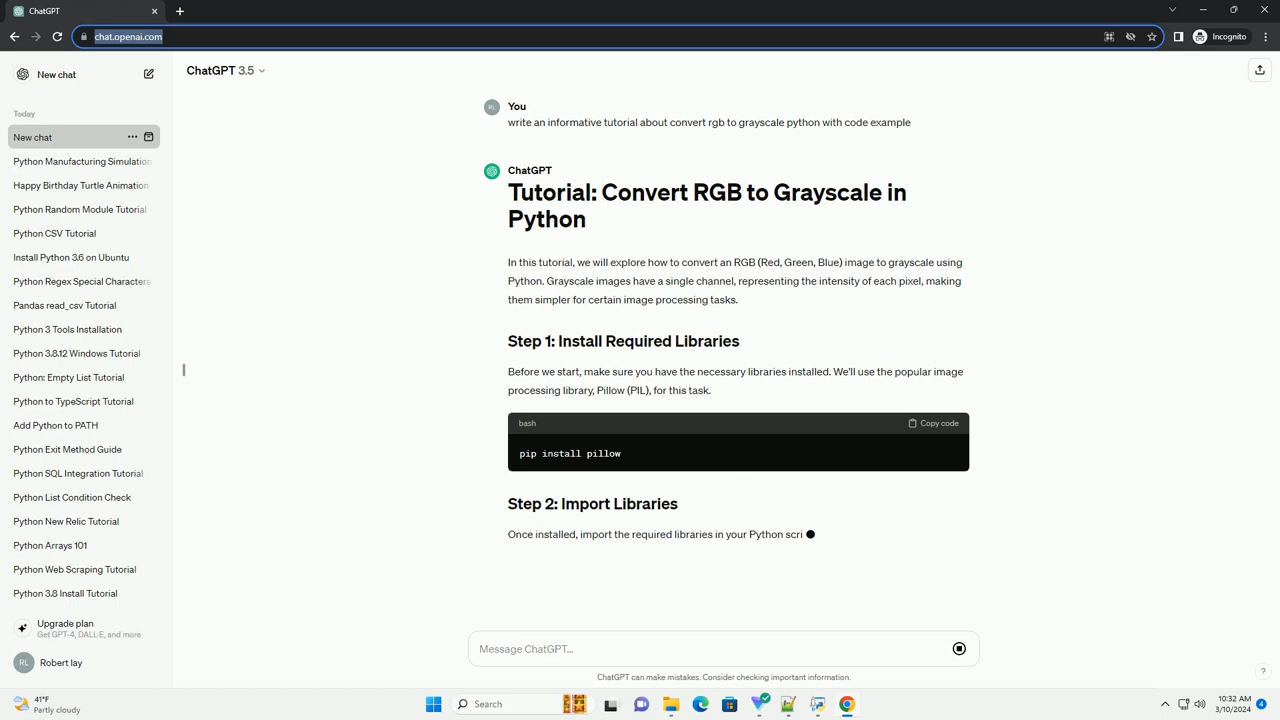 ChatGPT
chat.openai.com
Incognito
New chat
ChatGPT 3.5
Today
New chat
Python Manufacturing Simulation
Happy Birthday Turtle Animation
Python Random Module Tutorial
Python CSV Tutorial
Install Python 3.6 on Ubuntu
Python Regex Special Characters
Pandas read_csv Tutorial
Python 3 Tools Installation
Python 3.8.12 Windows Tutorial
Python: Empty List Tutorial
Python to TypeScript Tutorial
Add Python to PATH
Python Exit Method Guide
Python SQL Integration Tutorial
Python List Condition Check
Python New Relic Tutorial
Python Arrays 101
Python Web Scraping Tutorial
Python 3.8 Install Tutorial
Upgrade plan
Get GPT-4, DALL·E, and more
RL Robert lay
RL You
write an informative tutorial about convert rgb to grayscale python with code example
ChatGPT
Tutorial: Convert RGB to Grayscale in
Python
In this tutorial, we will explore how to convert an RGB (Red, Green, Blue) image to grayscale using
Python. Grayscale images have a single channel, representing the intensity of each pixel, making
them simpler for certain image processing tasks.
Step 1: Install Required Libraries
Before we start, make sure you have the necessary libraries installed. We'll use the popular image
processing library, Pillow (PIL), for this task.
bash Copy code
pip install pillow
Step 2: Import Libraries
Once installed, import the required libraries in your Python scri
Message ChatGPT...
ChatGPT can make mistakes. Consider checking important information.
?
41°F
Partly cloudy
Search
10:32 AM
3/10/2024
4